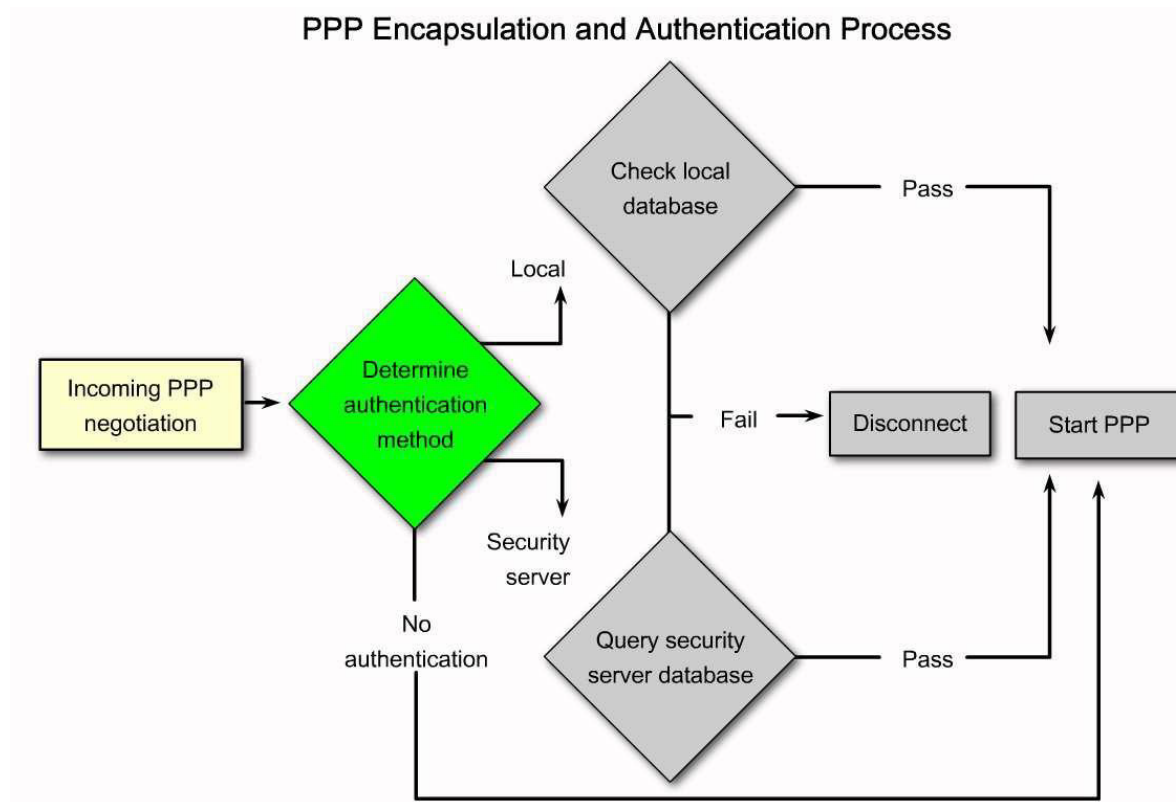 PPP Encapsulation and Authentication Process
Check local
database
Pass
Local
Incoming PPP
negotiation
Determine
authentication
method
Fail
Disconnect
Start PPP
Security
server
No
authentication
Query security
server database
Pass